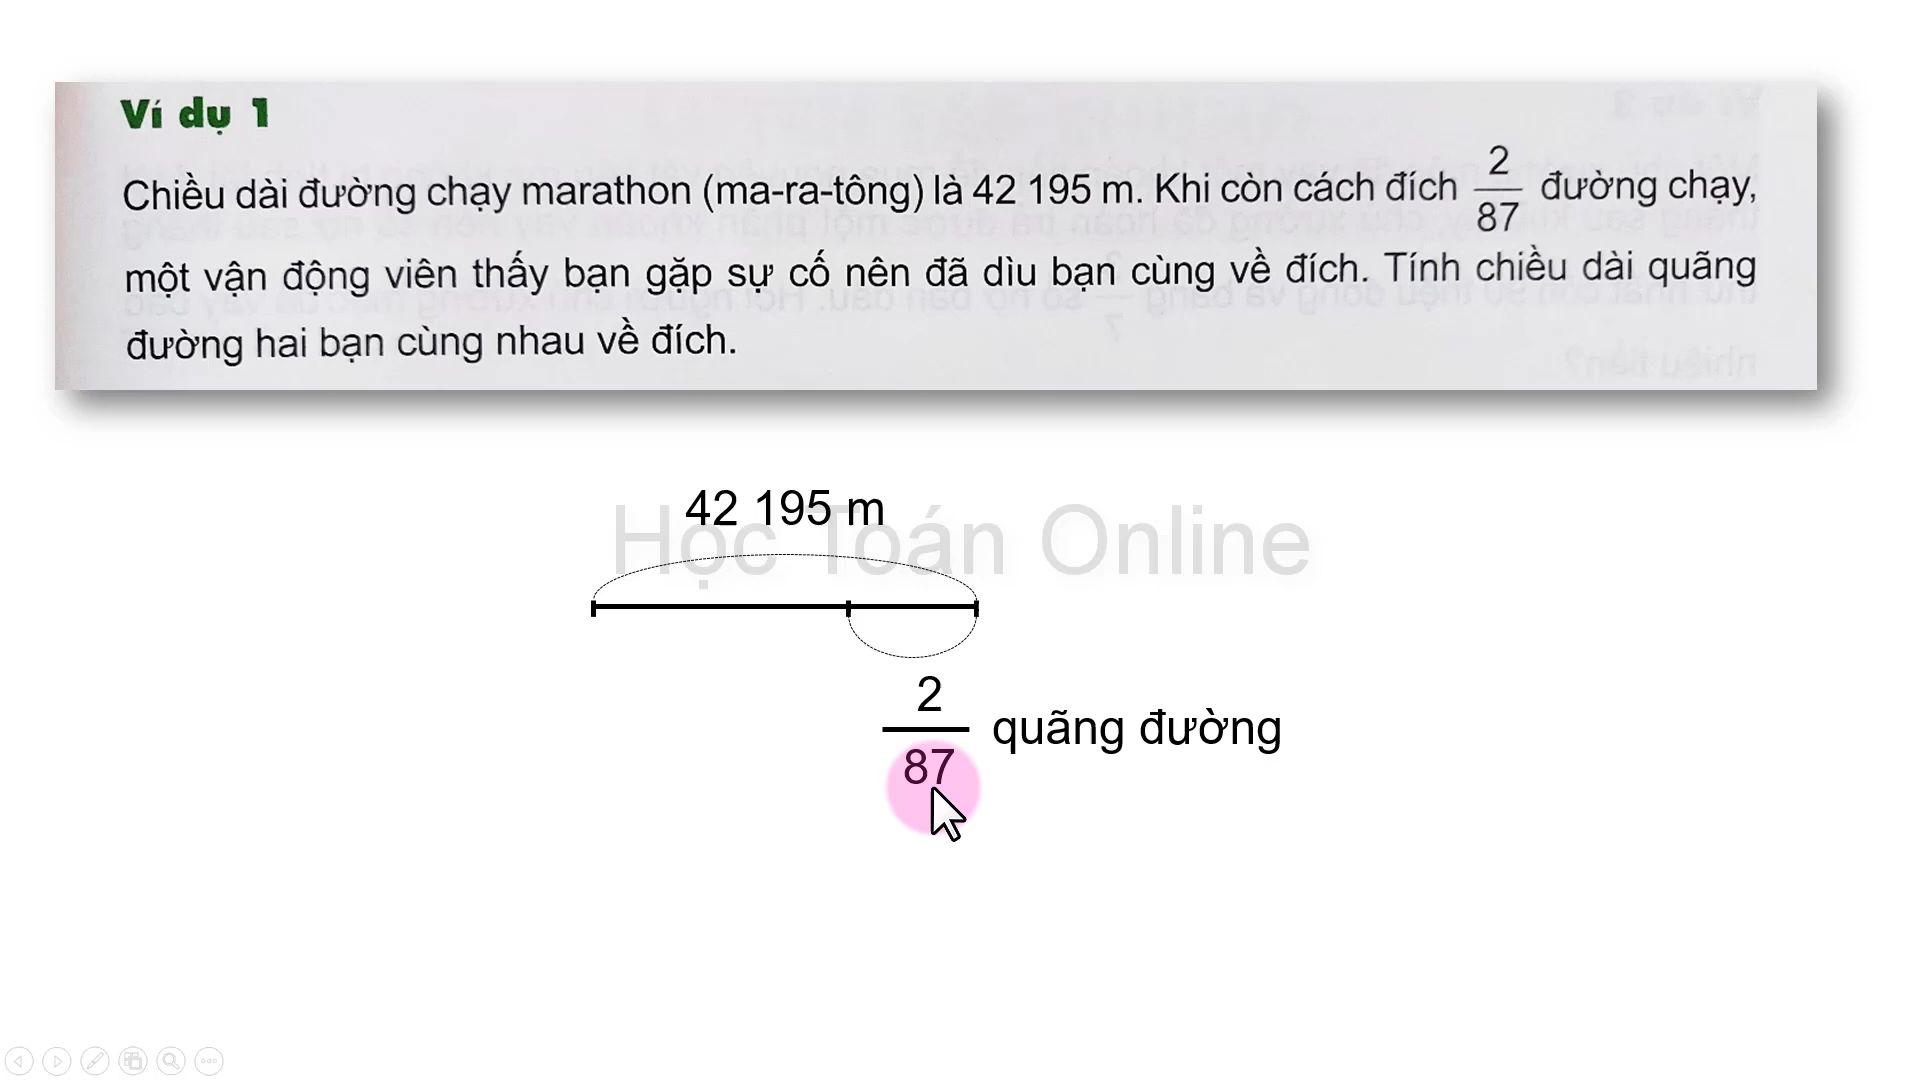 Ví dụ 1
Chiều dài đường chạy marathon (ma-ra-tông) là 42 195 m. Khi còn cách đích 2/87 đường chạy,
một vận động viên thấy bạn gặp sự cố nên đã dìu bạn cùng về đích. Tính chiều dài quãng
đường hai bạn cùng nhau về đích.
42 195 m
Học Toán Online
2/87 quãng đường